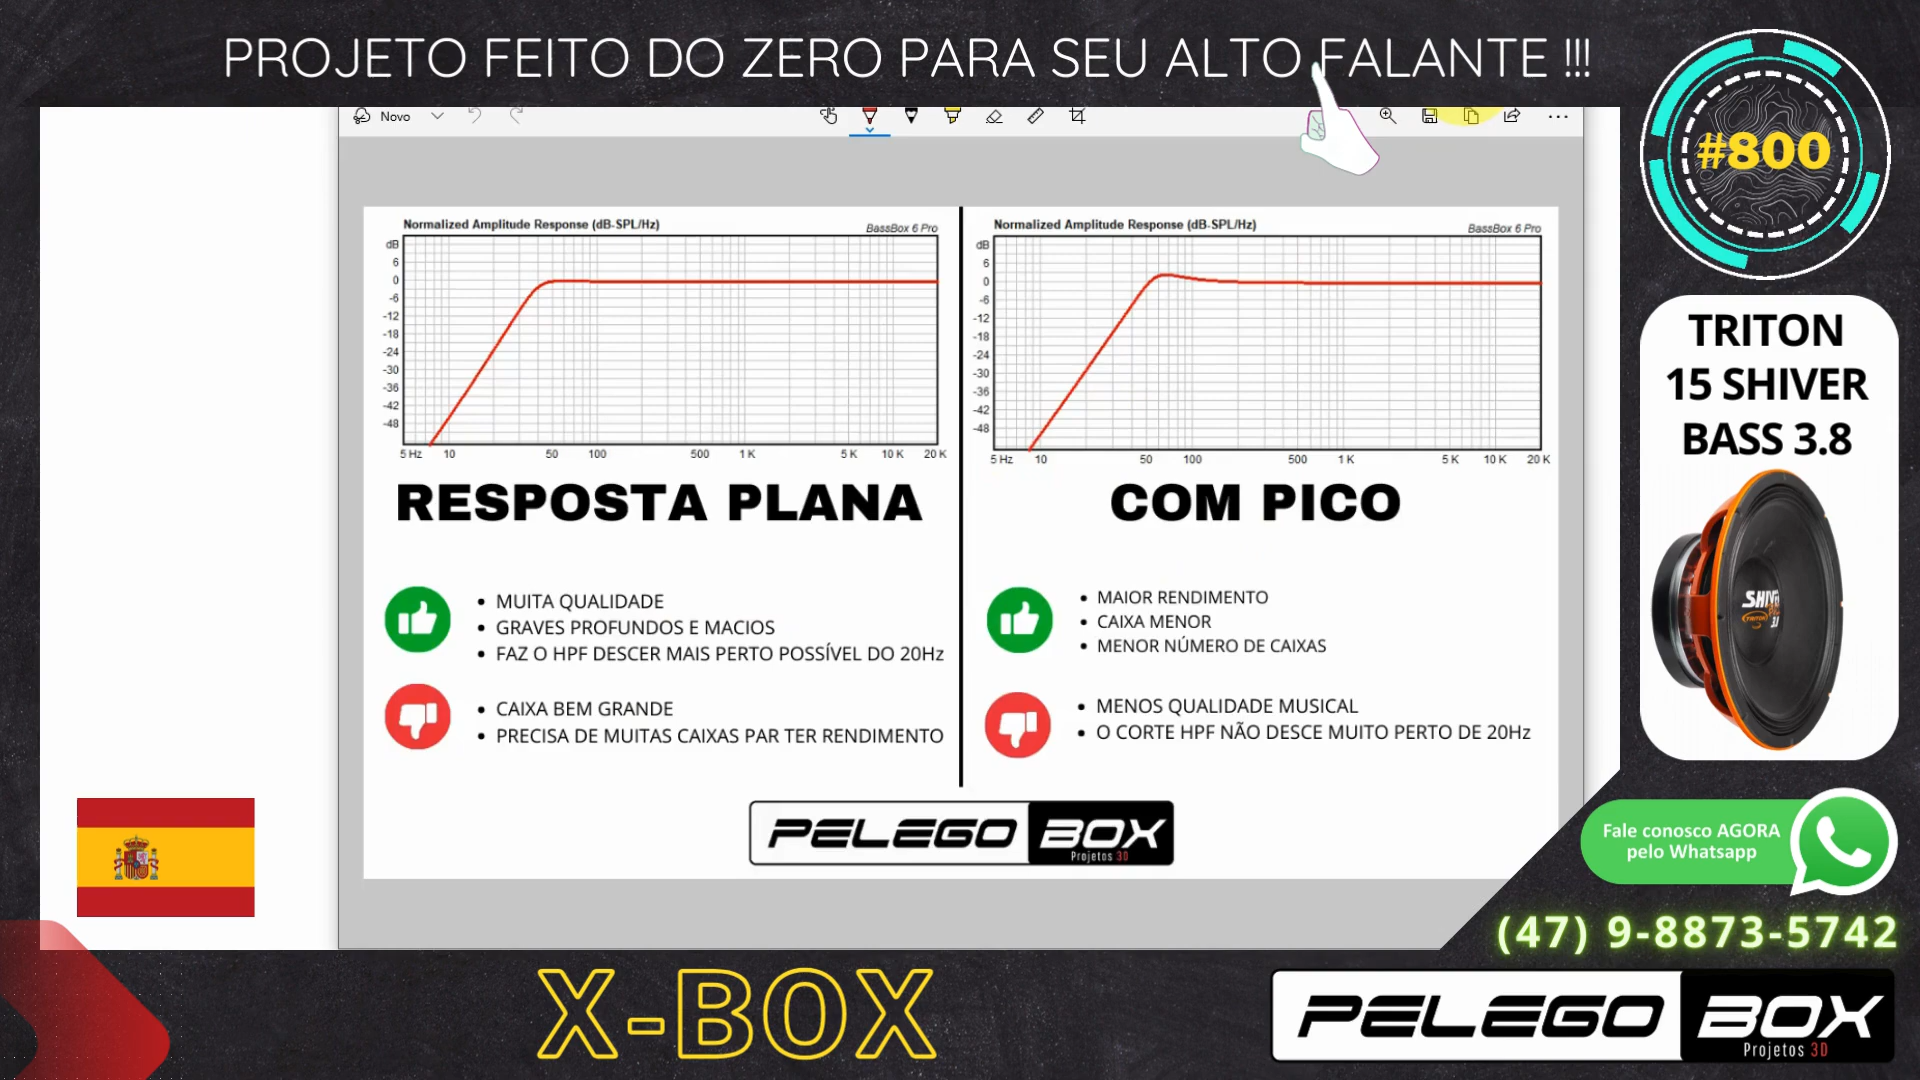 PROJETO FEITO DO ZERO PARA SEU ALTO FALANTE !!!
#800
Novo
Normalized Amplitude Response (dB-SPL/Hz)
BassBox 6 Pro
dB
6
0
-6
-12
-18
-24
-30
-36
-42
-48
5 Hz 10 50 100 500 1 K 5 K 10 K 20 K
RESPOSTA PLANA
• MUITA QUALIDADE
• GRAVES PROFUNDOS E MACIOS
• FAZ O HPF DESCER MAIS PERTO POSSÍVEL DO 20Hz
• CAIXA BEM GRANDE
• PRECISA DE MUITAS CAIXAS PAR TER RENDIMENTO
Normalized Amplitude Response (dB-SPL/Hz)
BassBox 6 Pro
dB
6
0
-6
-12
-18
-24
-30
-36
-42
-48
5 Hz 10 50 100 500 1 K 5 K 10 K 20 K
COM PICO
• MAIOR RENDIMENTO
• CAIXA MENOR
• MENOR NÚMERO DE CAIXAS
• MENOS QUALIDADE MUSICAL
• O CORTE HPF NÃO DESCE MUITO PERTO DE 20Hz
PELEGO BOX
Projetos 3D
TRITON
15 SHIVER
BASS 3.8
TRITON
Fale conosco AGORA
pelo Whatsapp
(47) 9-8873-5742
X-BOX
PELEGO BOX
Projetos 3D